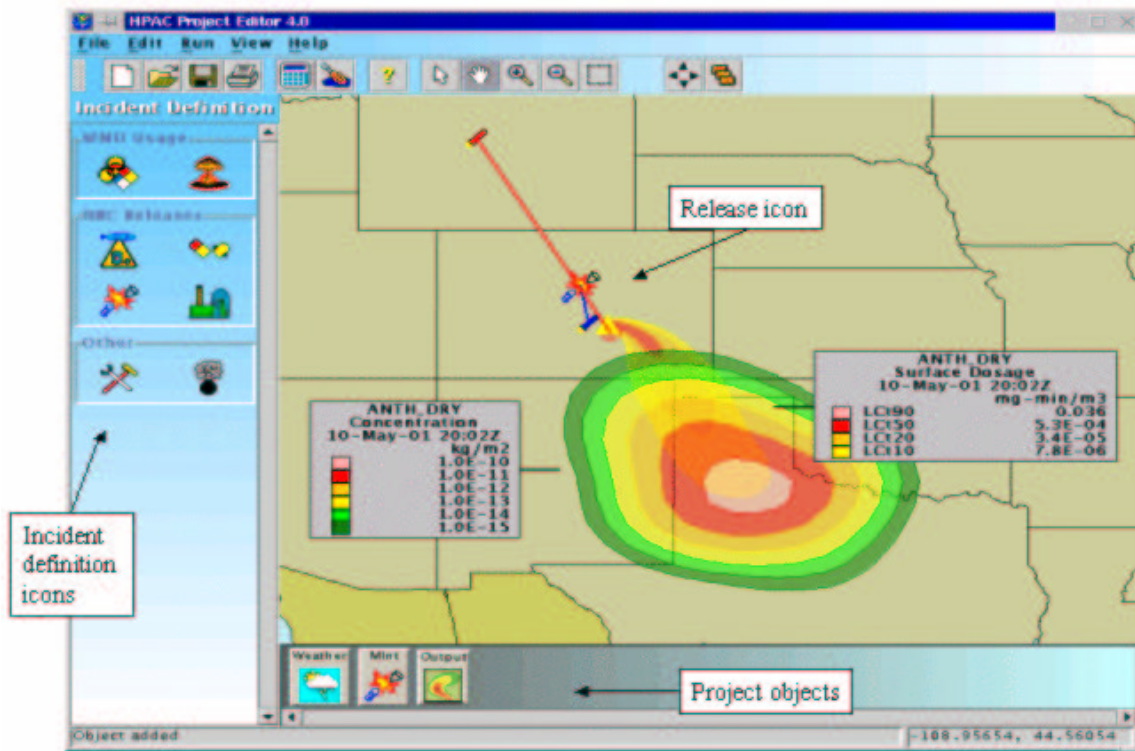 HPAC Project Editor 4.0
File Edit Run View Help
Incident Definition
WMD Usage
NBC Releases
Other
Release icon
ANTH_DRY
Surface Dosage
10-May-01 20:02Z
mg-min/m3
LCt90 0.036
LCt50 5.3E-04
LCt20 3.4E-05
LCt10 7.8E-06
ANTH_DRY
Concentration
10-May-01 20:02Z
kg/m2
1.0E-10
1.0E-11
1.0E-12
1.0E-13
1.0E-14
1.0E-15
Incident
definition
icons
Weather MInt Output
Project objects
Object added
-108.95654, 44.56054